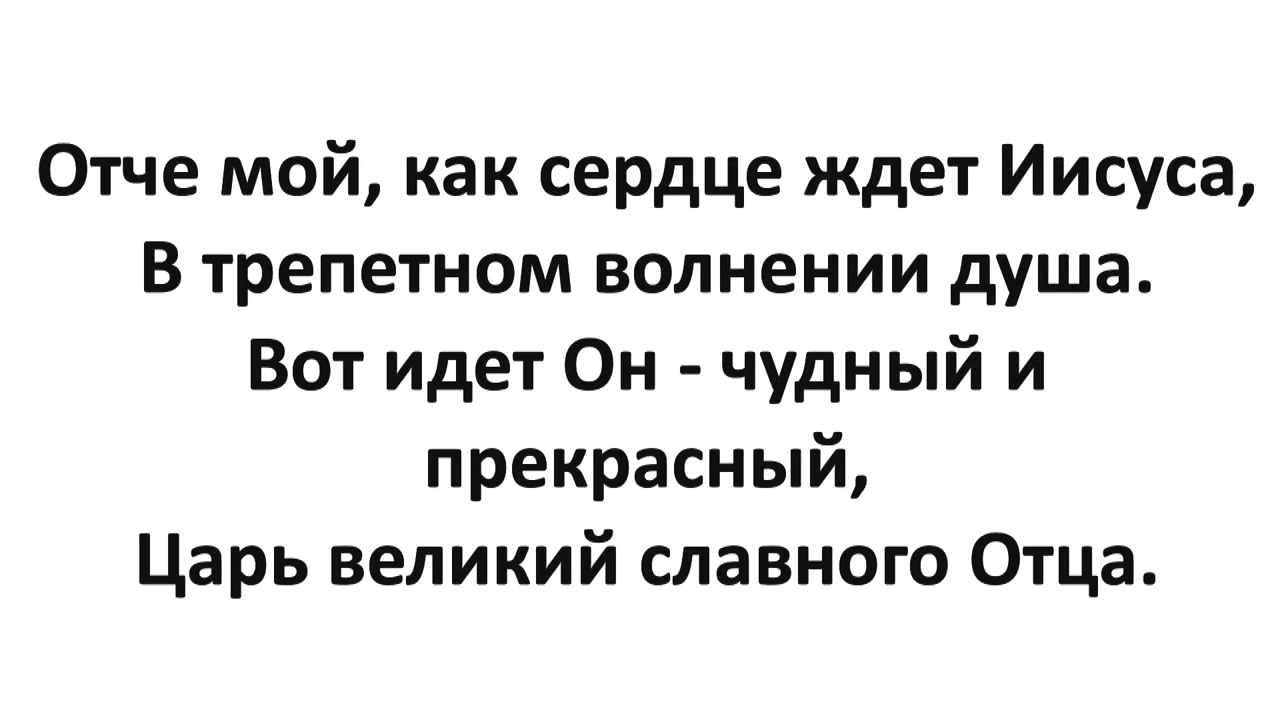 Отче мой, как сердце ждет Иисуса,
В трепетном волнении душа.
Вот идет Он - чудный и
прекрасный,
Царь великий славного Отца.